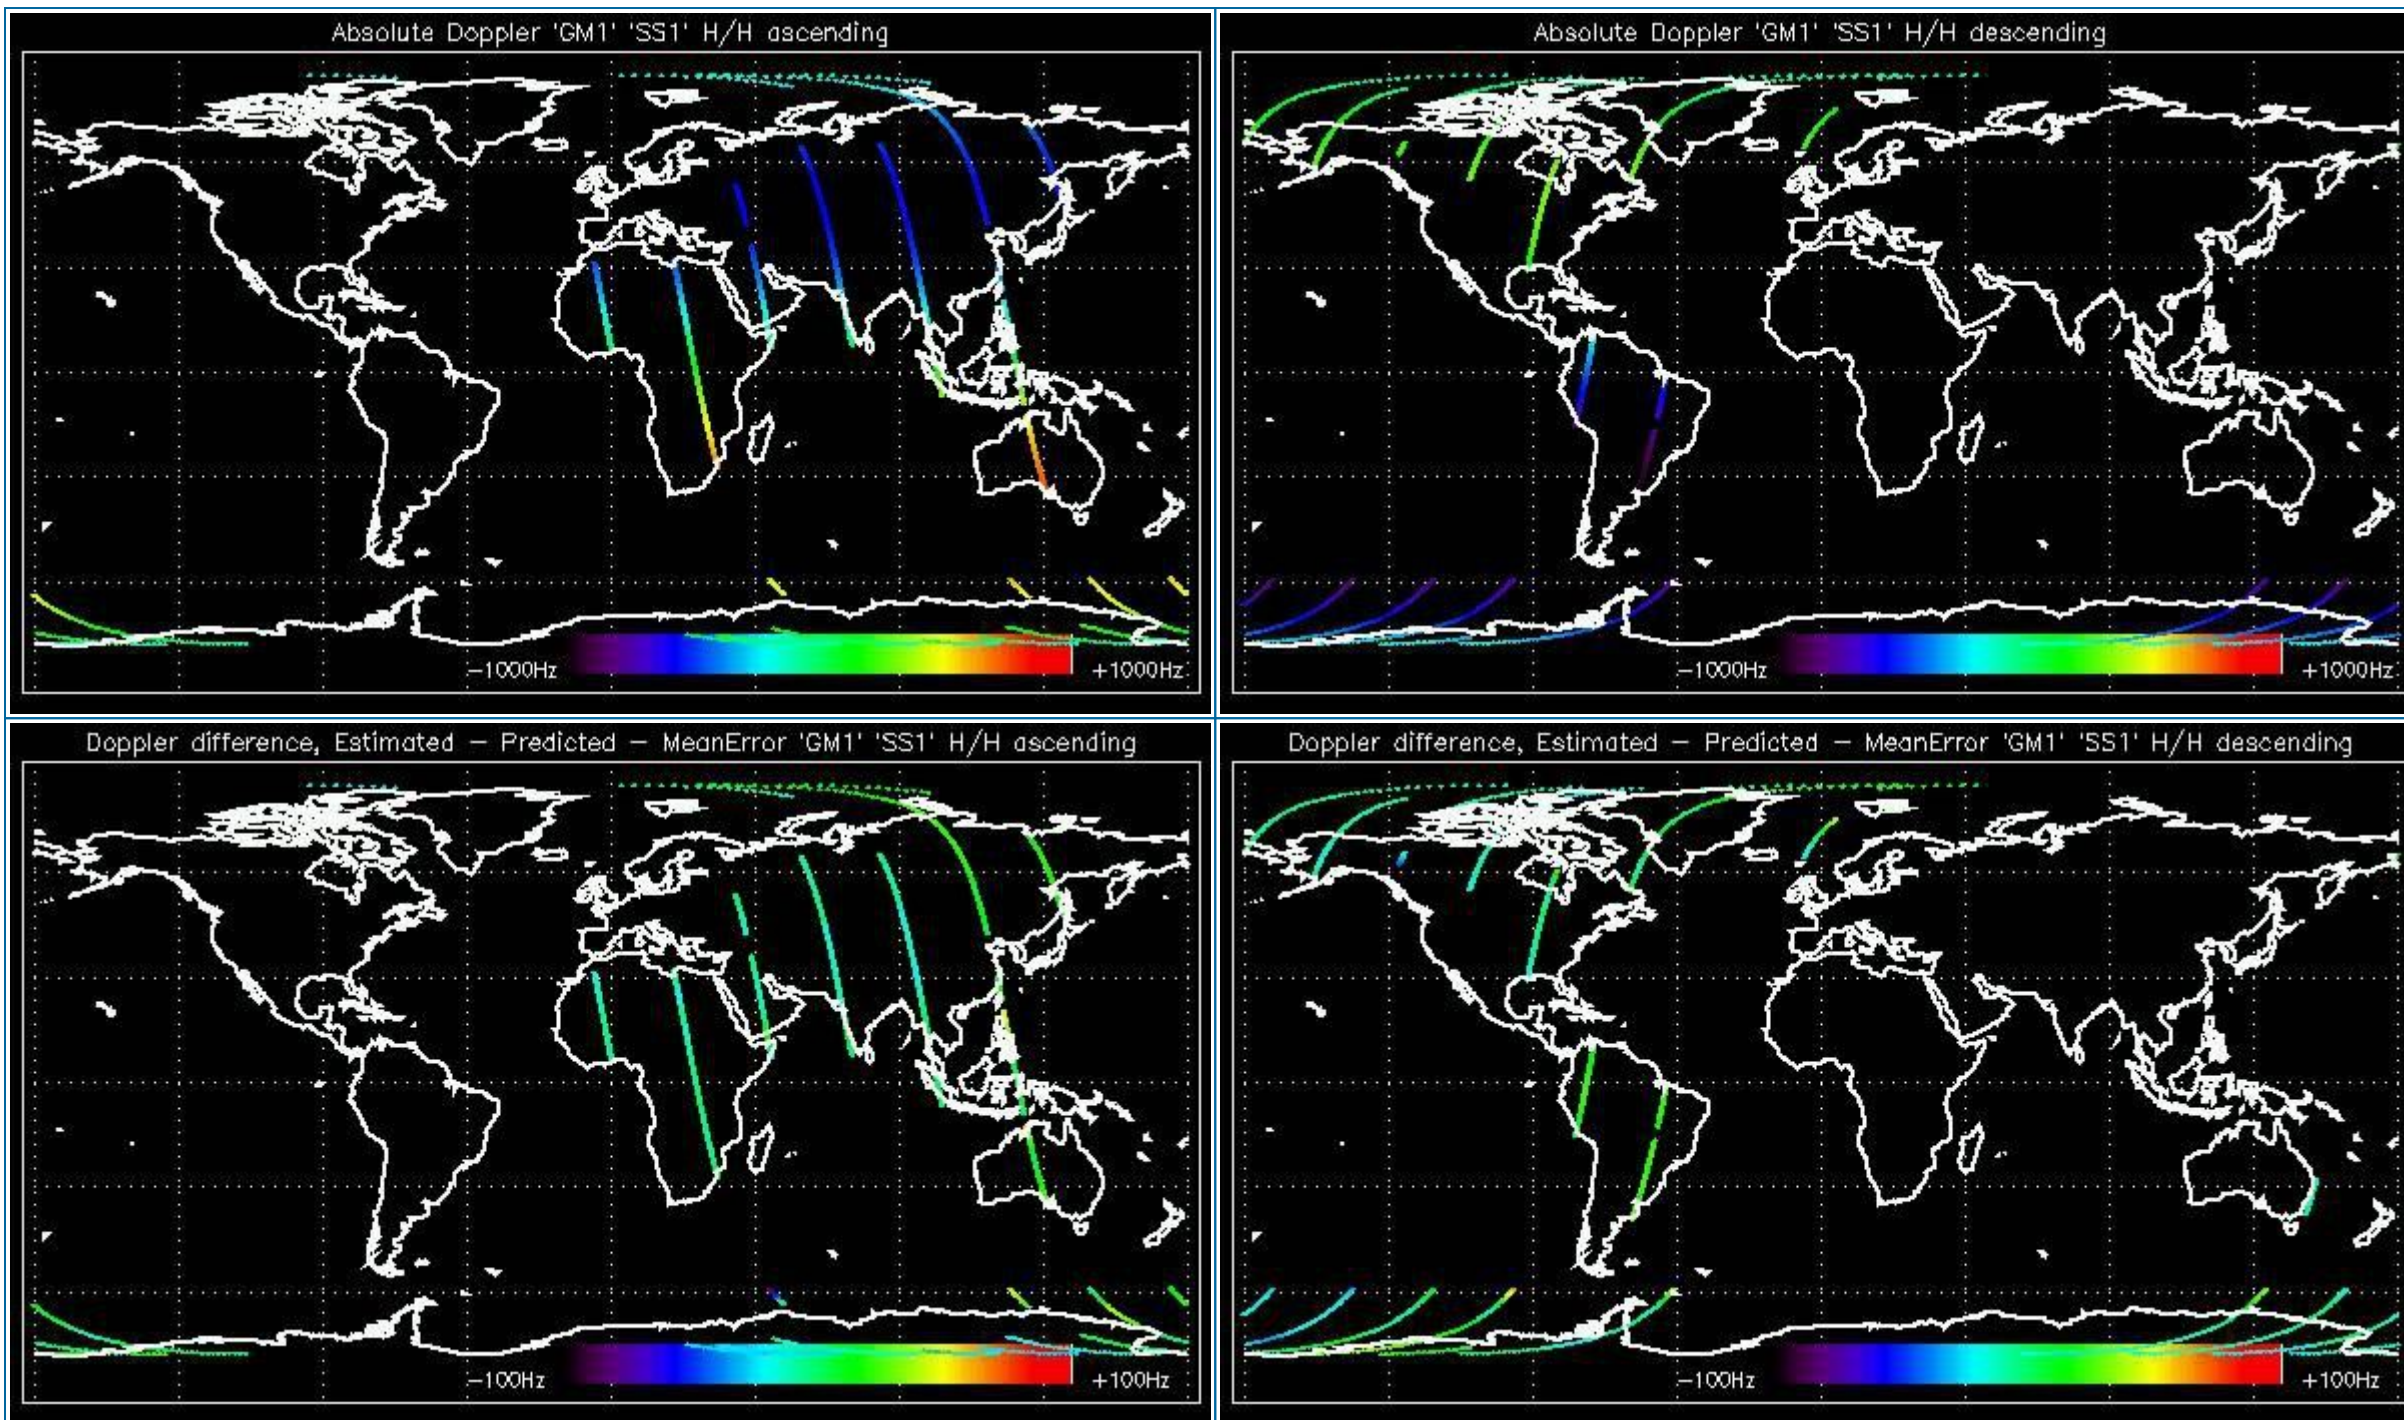 Absolute Doppler 'GM1' 'SS1' H/H ascending
−1000Hz
+1000Hz
Absolute Doppler 'GM1' 'SS1' H/H descending
−1000Hz
+1000Hz
Doppler difference, Estimated − Predicted − MeanError 'GM1' 'SS1' H/H ascending
−100Hz
+100Hz
Doppler difference, Estimated − Predicted − MeanError 'GM1' 'SS1' H/H descending
−100Hz
+100Hz